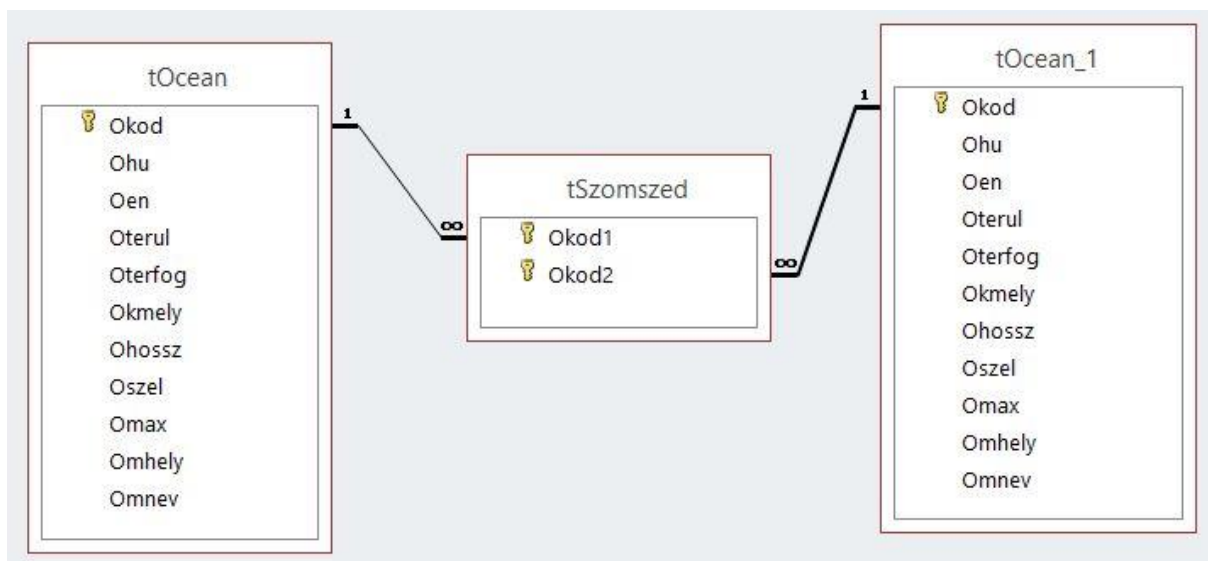 tOcean
Okod
Ohu
Oen
Oterul
Oterfog
Okmely
Ohossz
Oszel
Omax
Omhely
Omnev
1
∞
tSzomszed
Okod1
Okod2
∞
1
tOcean_1
Okod
Ohu
Oen
Oterul
Oterfog
Okmely
Ohossz
Oszel
Omax
Omhely
Omnev